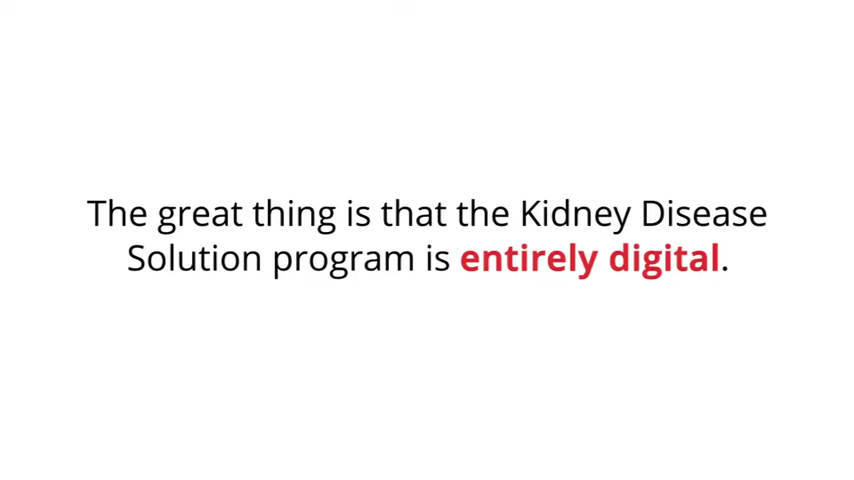 The great thing is that the Kidney Disease
Solution program is entirely digital.